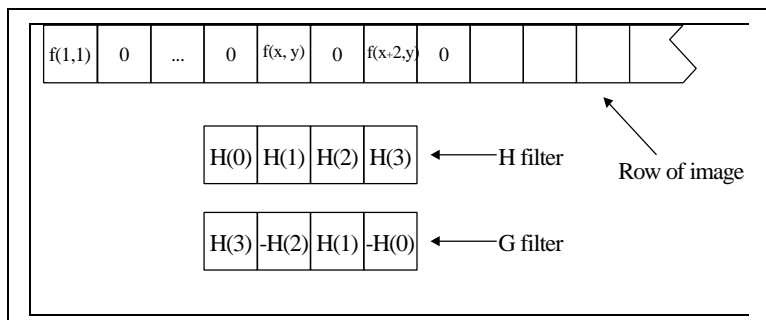 f(1,1) 0 ... 0 f(x, y) 0 f(x+2,y) 0
H(0) H(1) H(2) H(3) H filter
Row of image
H(3) -H(2) H(1) -H(0) G filter